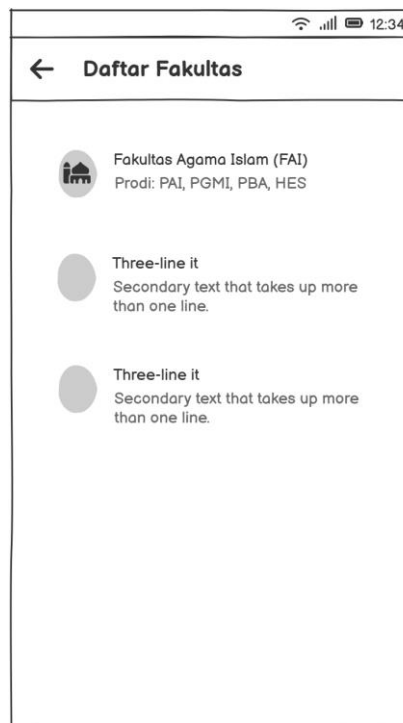 12:34
Daftar Fakultas
Fakultas Agama Islam (FAI)
Prodi: PAI, PGMI, PBA, HES
Three-line it
Secondary text that takes up more
than one line.
Three-line it
Secondary text that takes up more
than one line.